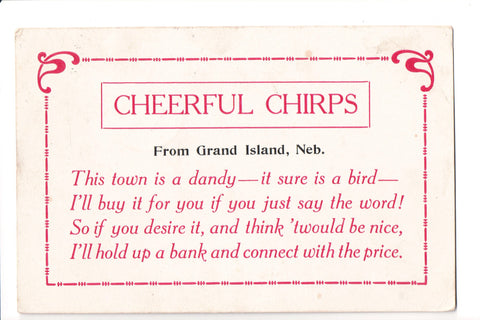 CHEERFUL CHIRPS
From Grand Island, Neb.
This town is a dandy—it sure is a bird—
I'll buy it for you if you just say the word!
So if you desire it, and think 'twould be nice,
I'll hold up a bank and connect with the price.